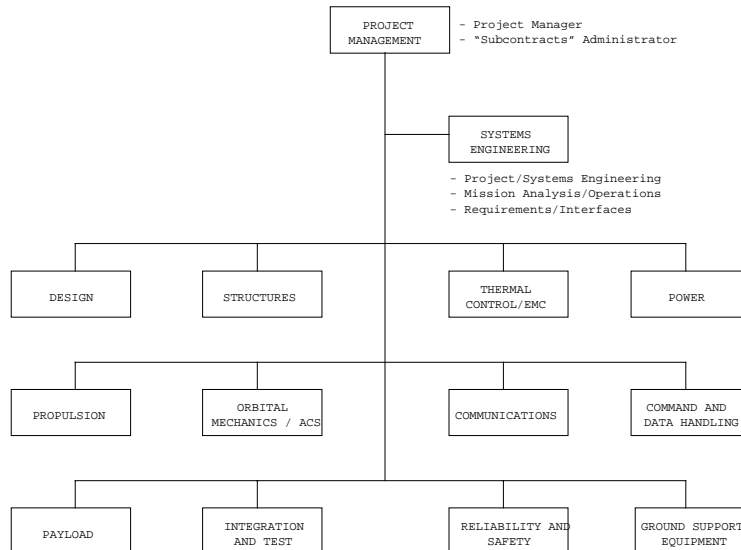 PROJECT
MANAGEMENT
- Project Manager
- “Subcontracts” Administrator
SYSTEMS
ENGINEERING
- Project/Systems Engineering
- Mission Analysis/Operations
- Requirements/Interfaces
DESIGN
STRUCTURES
THERMAL
CONTROL/EMC
POWER
PROPULSION
ORBITAL
MECHANICS / ACS
COMMUNICATIONS
COMMAND AND
DATA HANDLING
PAYLOAD
INTEGRATION
AND TEST
RELIABILITY AND
SAFETY
GROUND SUPPORT
EQUIPMENT